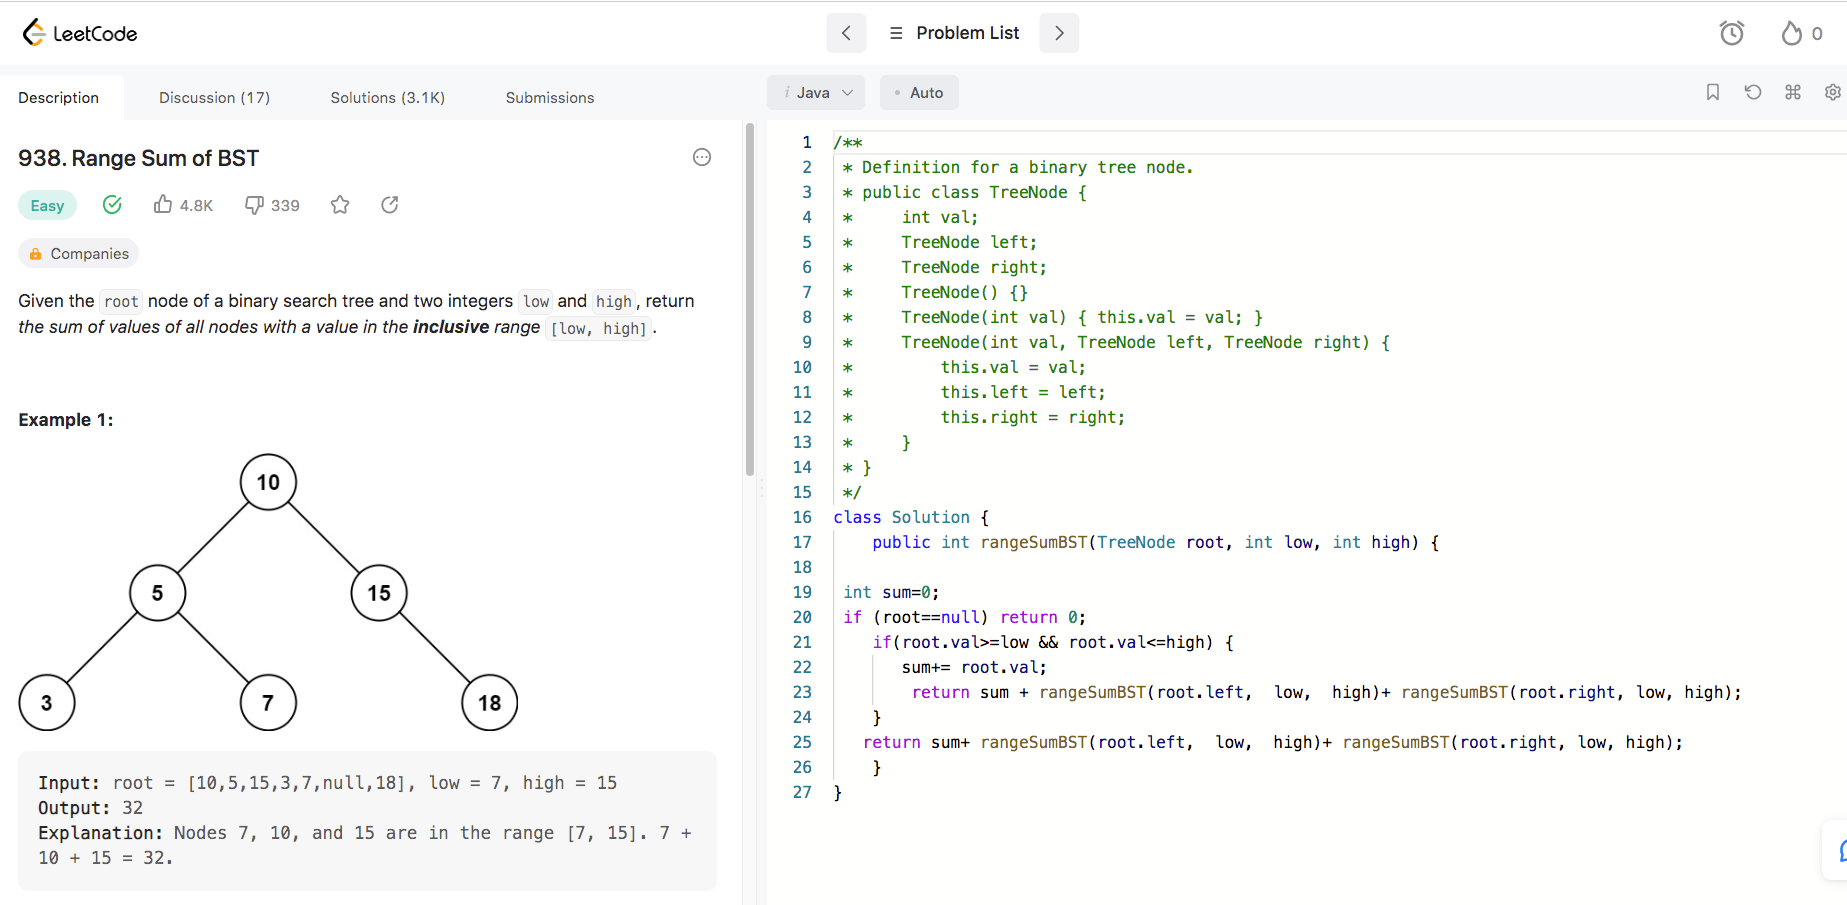 LeetCode
Problem List
0
Description
Discussion (17)
Solutions (3.1K)
Submissions
i Java
• Auto
938. Range Sum of BST
Easy
4.8K
339
Companies
Given the root node of a binary search tree and two integers low and high, return
the sum of values of all nodes with a value in the inclusive range [low, high].
Example 1:
10
5
15
3
7
18
Input: root = [10,5,15,3,7,null,18], low = 7, high = 15
Output: 32
Explanation: Nodes 7, 10, and 15 are in the range [7, 15]. 7 +
10 + 15 = 32.
1 /**
2 * Definition for a binary tree node.
3 * public class TreeNode {
4 *     int val;
5 *     TreeNode left;
6 *     TreeNode right;
7 *     TreeNode() {}
8 *     TreeNode(int val) { this.val = val; }
9 *     TreeNode(int val, TreeNode left, TreeNode right) {
10 *         this.val = val;
11 *         this.left = left;
12 *         this.right = right;
13 *     }
14 * }
15 */
16 class Solution {
17     public int rangeSumBST(TreeNode root, int low, int high) {
18
19  int sum=0;
20  if (root==null) return 0;
21     if(root.val>=low && root.val<=high) {
22        sum+= root.val;
23         return sum + rangeSumBST(root.left,  low,  high)+ rangeSumBST(root.right, low, high);
24     }
25    return sum+ rangeSumBST(root.left,  low,  high)+ rangeSumBST(root.right, low, high);
26     }
27 }